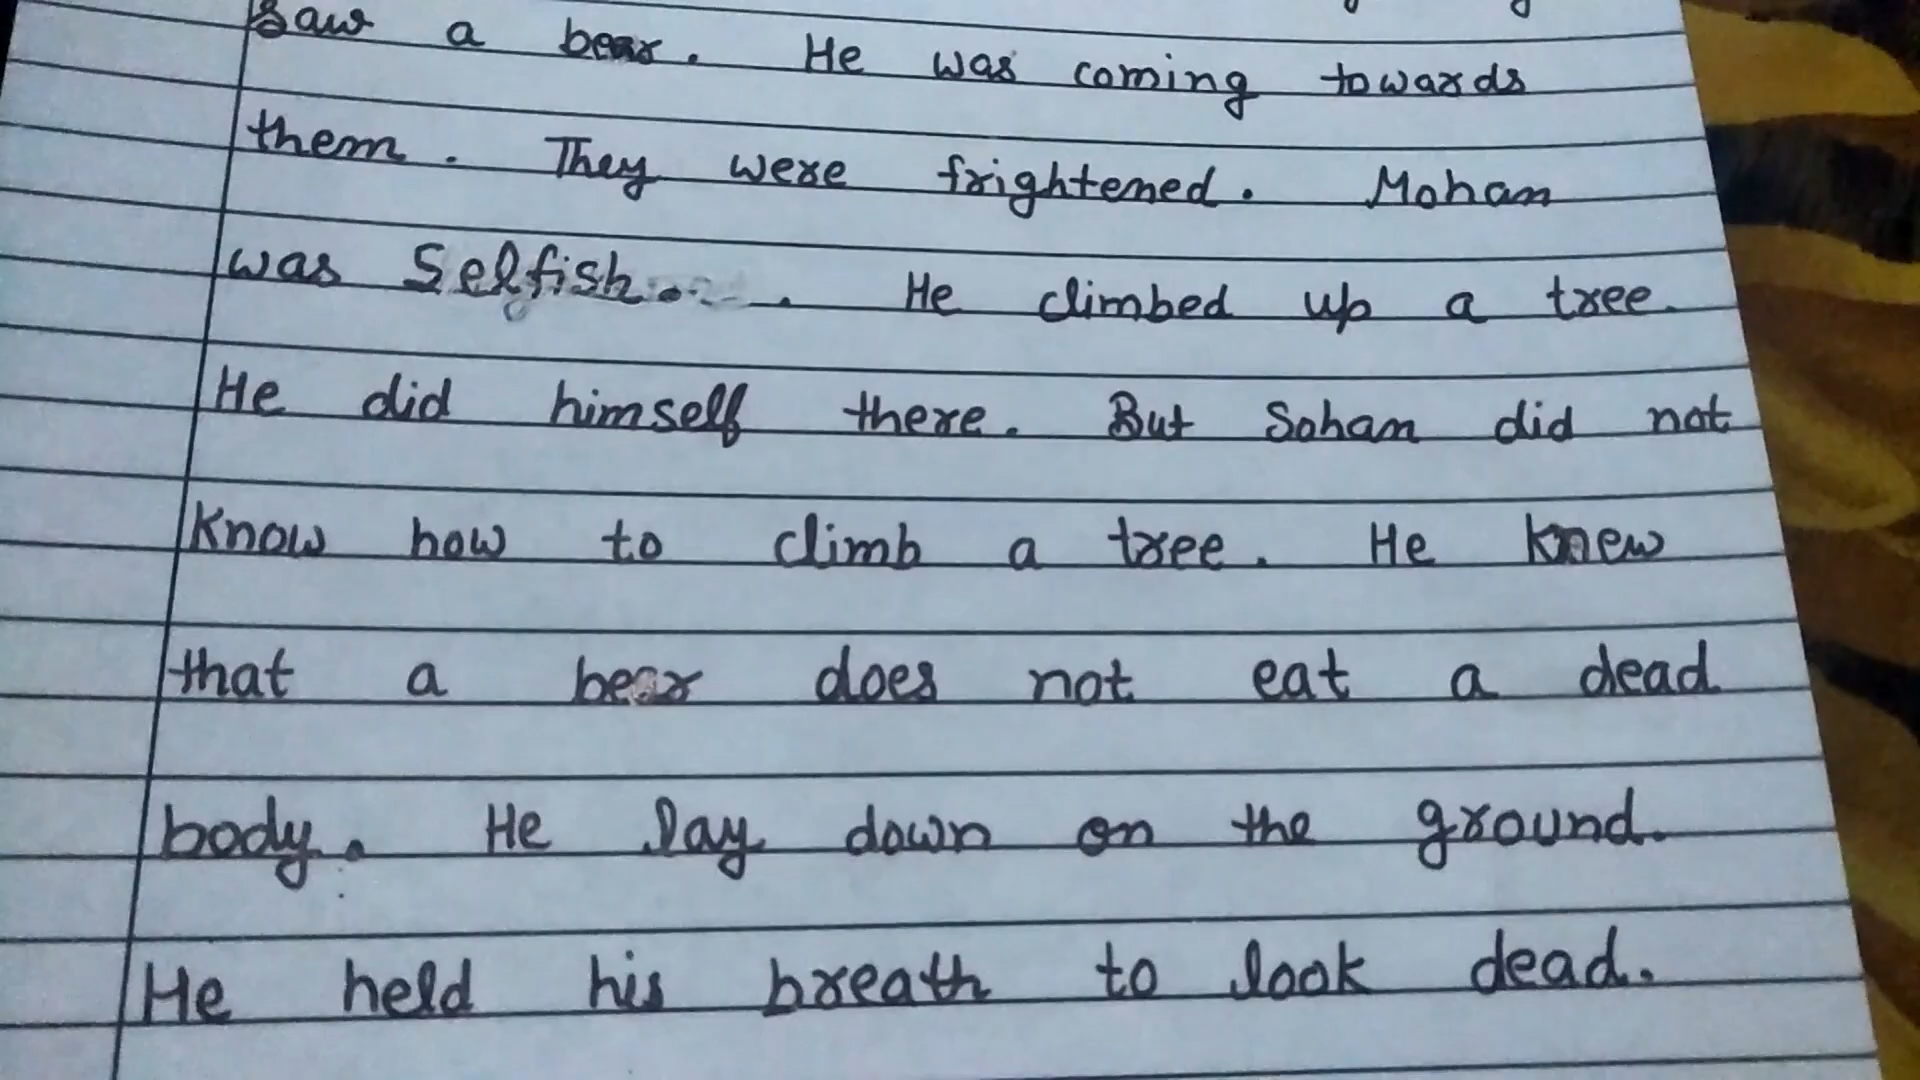 Saw a bear. He was coming towards
them. They were frightened. Mohan
was Selfish. . He climbed up a tree.
He did himself there. But Sohan did not
Know how to climb a tree. He knew
that a bear does not eat a dead
body. He lay down on the ground.
He held his breath to look dead.